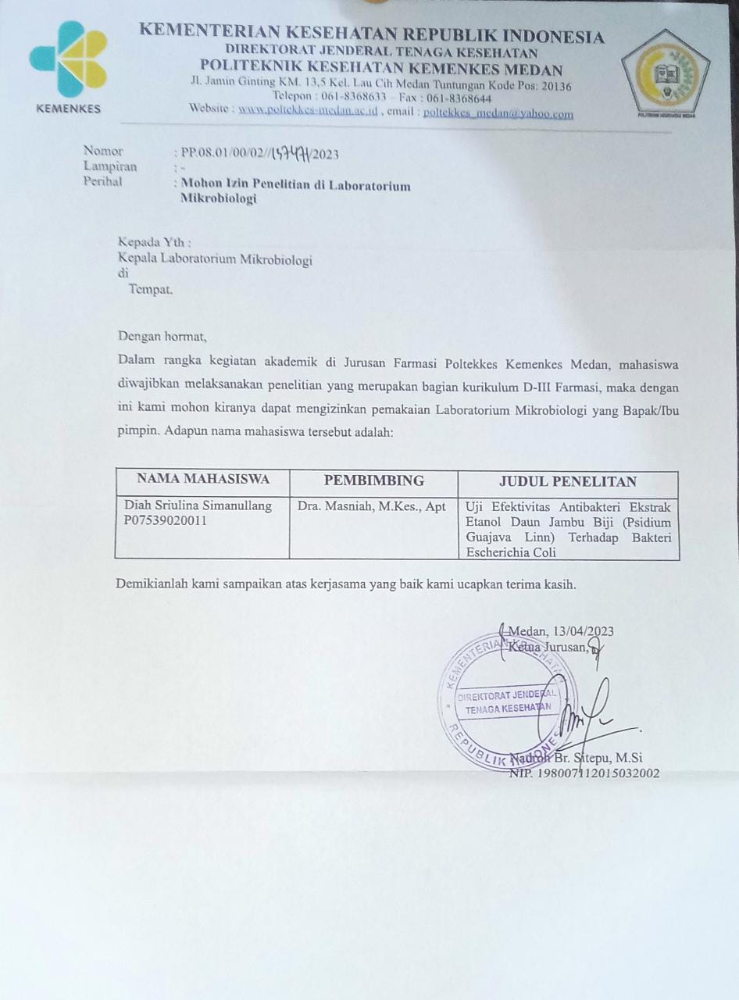 KEMENKES
KEMENTERIAN KESEHATAN REPUBLIK INDONESIA
DIREKTORAT JENDERAL TENAGA KESEHATAN
POLITEKNIK KESEHATAN KEMENKES MEDAN
Jl. Jamin Ginting KM. 13,5 Kel. Lau Cih Medan Tuntungan Kode Pos: 20136
Telepon : 061-8368633 – Fax : 061-8368644
Website : www.poltekkes-medan.ac.id , email : poltekkes_medan@yahoo.com
POLITEKNIK KESEHATAN MEDAN
Nomor : PP.08.01/00/02// /2023
Lampiran : -
Perihal : Mohon Izin Penelitian di Laboratorium
Mikrobiologi
Kepada Yth :
Kepala Laboratorium Mikrobiologi
di
Tempat.
Dengan hormat,
Dalam rangka kegiatan akademik di Jurusan Farmasi Poltekkes Kemenkes Medan, mahasiswa
diwajibkan melaksanakan penelitian yang merupakan bagian kurikulum D-III Farmasi, maka dengan
ini kami mohon kiranya dapat mengizinkan pemakaian Laboratorium Mikrobiologi yang Bapak/Ibu
pimpin. Adapun nama mahasiswa tersebut adalah:
NAMA MAHASISWA PEMBIMBING JUDUL PENELITAN
Diah Sriulina Simanullang Dra. Masniah, M.Kes., Apt Uji Efektivitas Antibakteri Ekstrak
P07539020011 Etanol Daun Jambu Biji (Psidium
Guajava Linn) Terhadap Bakteri
Escherichia Coli
Demikianlah kami sampaikan atas kerjasama yang baik kami ucapkan terima kasih.
Medan, 13/04/2023
Ketua Jurusan,
KEMENTERIAN KESEHATAN
DIREKTORAT JENDERAL
TENAGA KESEHATAN
REPUBLIK INDONESIA
Nadroh Br. Sitepu, M.Si
NIP. 198007112015032002